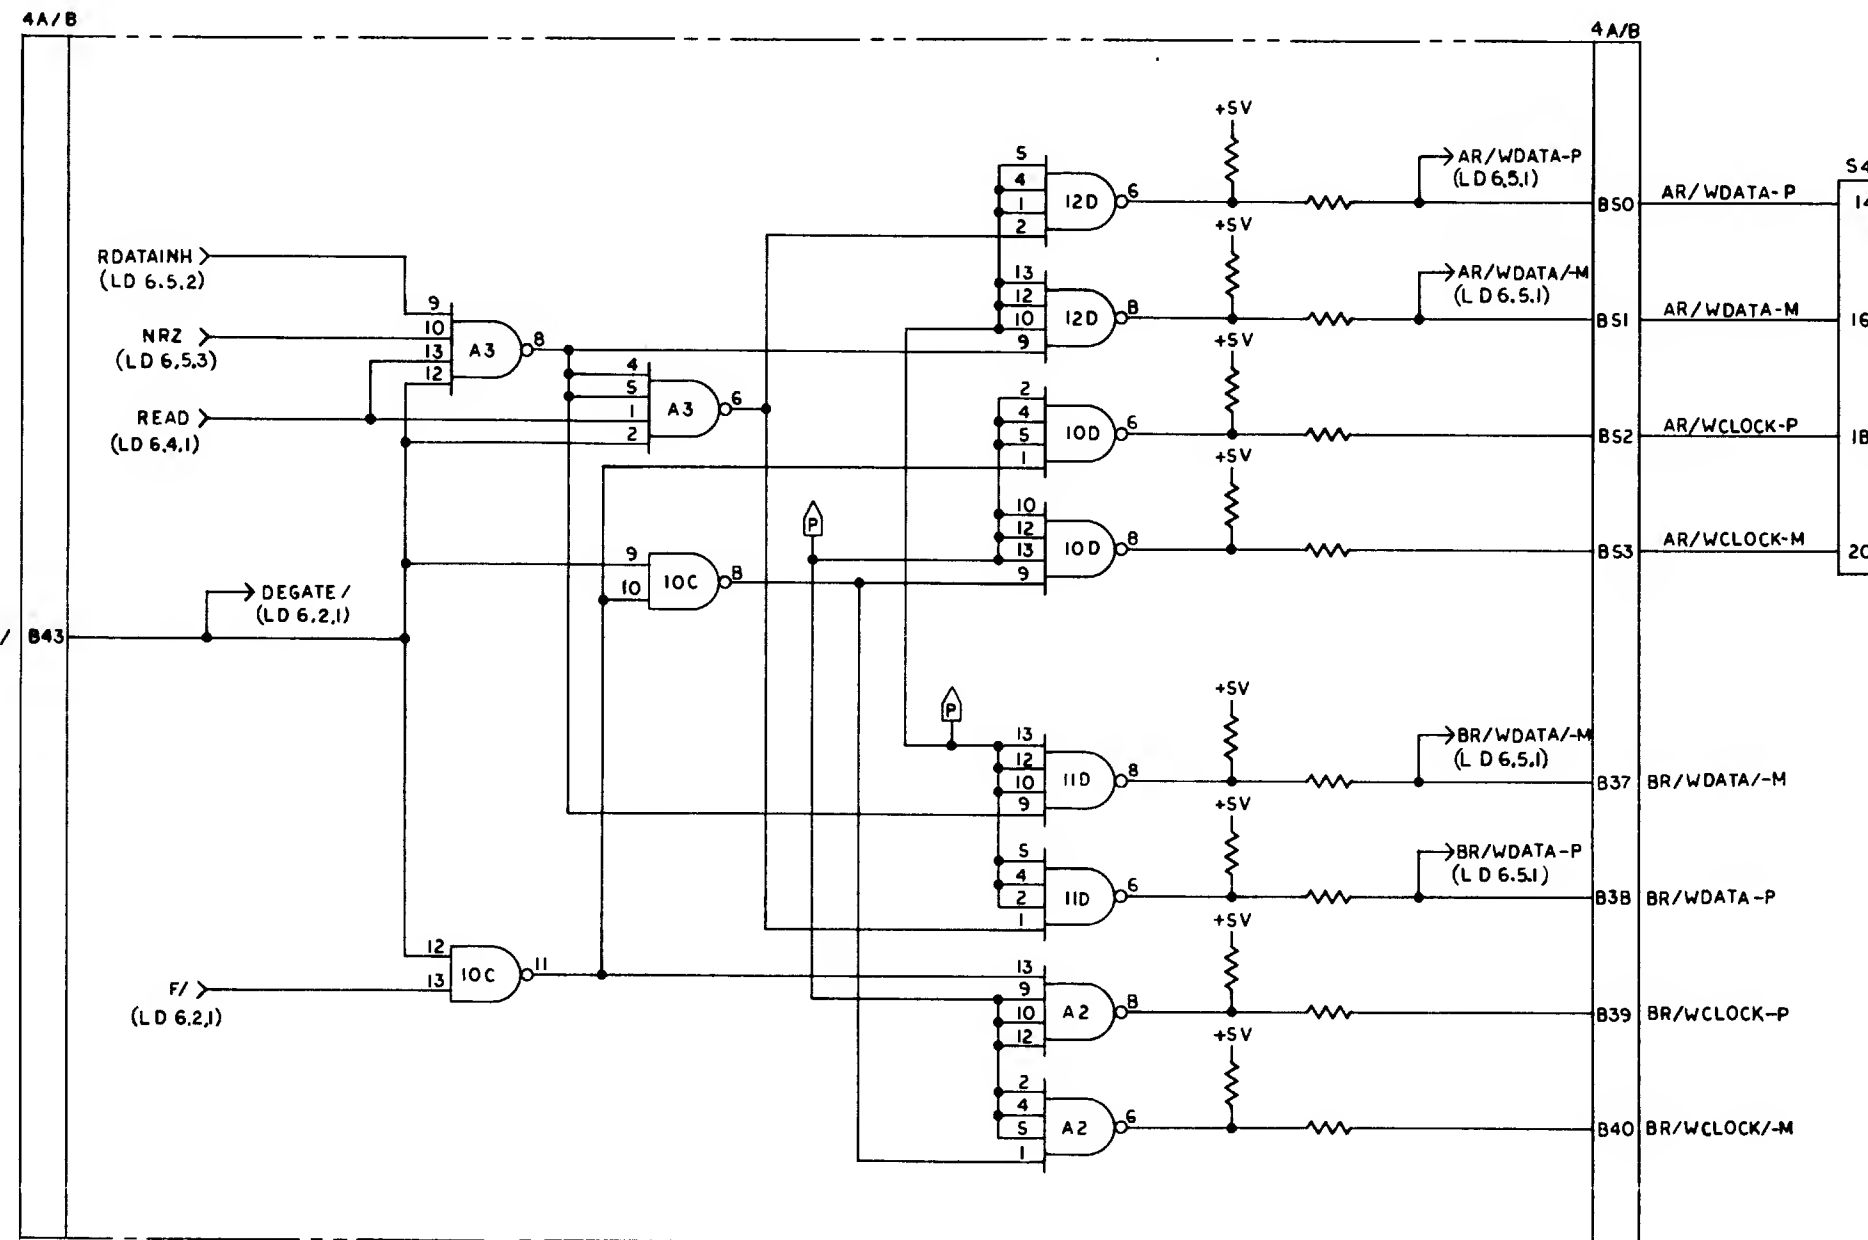 4A/B
4A/B
+5V
5
4
1
2
12D
6
AR/WDATA-P
(LD 6.5.1)
B50
AR/WDATA-P
S4
14
+5V
RDATAINH
(LD 6.5.2)
13
12
10
9
12D
8
AR/WDATA/-M
(LD 6.5.1)
B51
AR/WDATA-M
16
NRZ
(LD 6.5.3)
9
10
13
12
A3
8
+5V
READ
(LD 6.4.1)
4
5
1
2
A3
6
2
4
5
1
10D
6
B52
AR/WCLOCK-P
18
+5V
P
10
12
13
9
10D
8
B53
AR/WCLOCK-M
20
9
10
10C
8
DEGATE/
(LD 6.2.1)
/
B43
+5V
P
13
12
10
9
11D
8
BR/WDATA/-M
(LD 6.5.1)
B37
BR/WDATA/-M
+5V
5
4
2
1
11D
6
BR/WDATA-P
(LD 6.5.1)
B38
BR/WDATA-P
+5V
12
13
10C
11
F/
(LD 6.2.1)
13
9
10
12
A2
8
B39
BR/WCLOCK-P
+5V
2
4
5
1
A2
6
B40
BR/WCLOCK/-M